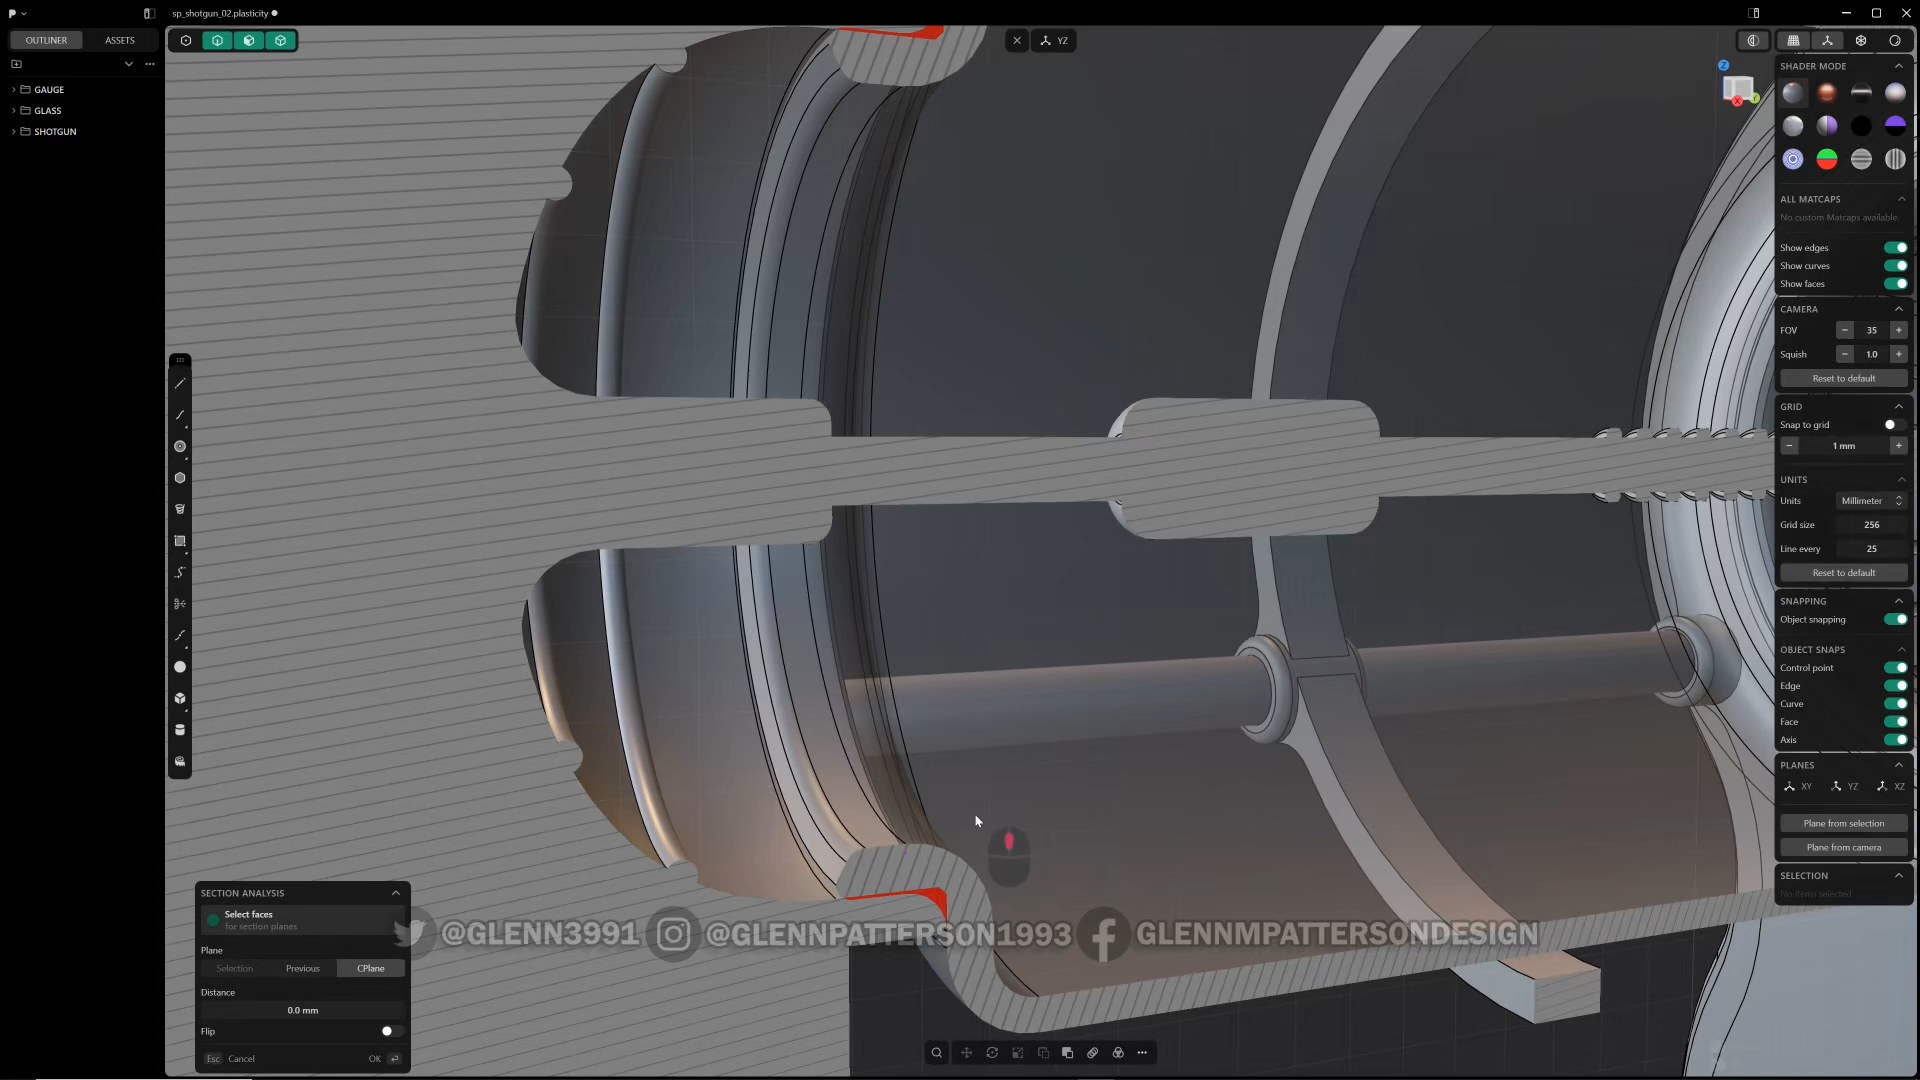 sp_shotgun_02.plasticity
OUTLINER
ASSETS
GAUGE
GLASS
SHOTGUN
YZ
Z
X
Y
SHADER MODE
ALL MATCAPS
No custom Matcaps available.
Show edges
Show curves
Show faces
CAMERA
FOV
35
Squish
1.0
Reset to default
GRID
Snap to grid
1 mm
UNITS
Units
Millimeter
Grid size
256
Line every
25
Reset to default
SNAPPING
Object snapping
OBJECT SNAPS
Control point
Edge
Curve
Face
Axis
PLANES
XY
YZ
XZ
Plane from selection
Plane from camera
SELECTION
No items selected
SECTION ANALYSIS
Select faces
for section planes
Plane
Selection
Previous
CPlane
Distance
0.0 mm
Flip
Esc
Cancel
OK
@GLENN3991
@GLENNPATTERSON1993
GLENNMPATTERSONDESIGN